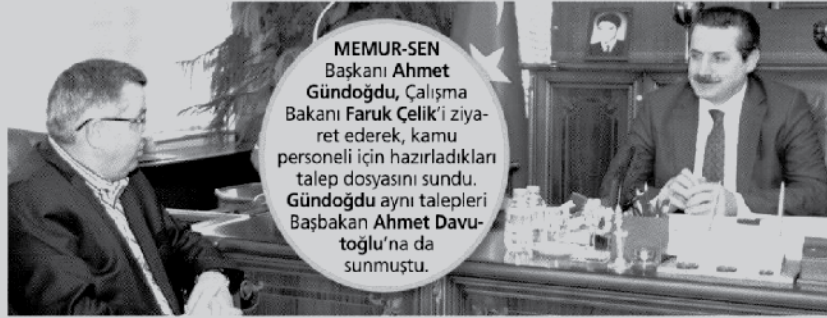 MEMUR-SEN
Başkanı Ahmet
Gündoğdu, Çalışma
Bakanı Faruk Çelik'i ziya-
ret ederek, kamu
personeli için hazırladıkları
talep dosyasını sundu.
Gündoğdu aynı talepleri
Başbakan Ahmet Davu-
toğlu'na da
sunmuştu.